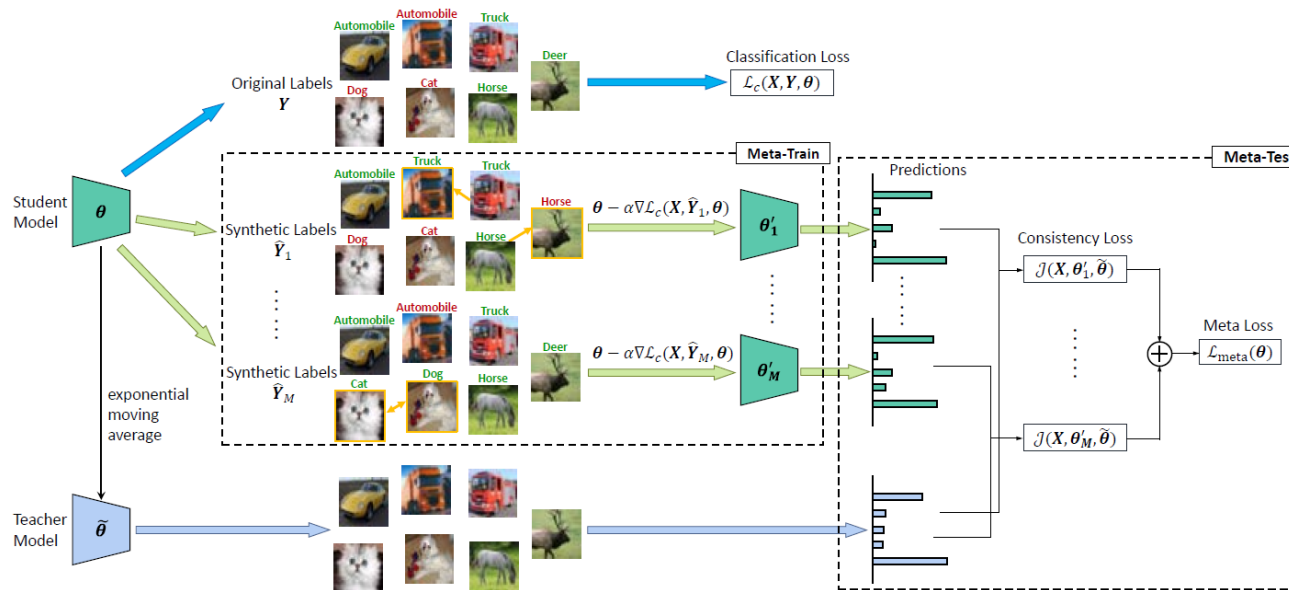 Automobile
Automobile
Truck
Deer
Original Labels
Y
Dog
Cat
Horse
Classification Loss
ℒc(X, Y, θ)
Meta-Train
Meta-Tes
Student
Model
θ
Automobile
Truck
Truck
Horse
Synthetic Labels
Ŷ1
Dog
Cat
Horse
θ − α∇ℒc(X, Ŷ1, θ)
θ′1
Predictions
Consistency Loss
𝒥(X, θ′1, θ̃)
Automobile
Automobile
Truck
Deer
Synthetic Labels
ŶM
Cat
Dog
Horse
θ − α∇ℒc(X, ŶM, θ)
θ′M
𝒥(X, θ′M, θ̃)
Meta Loss
ℒmeta(θ)
exponential
moving
average
Teacher
Model
θ̃